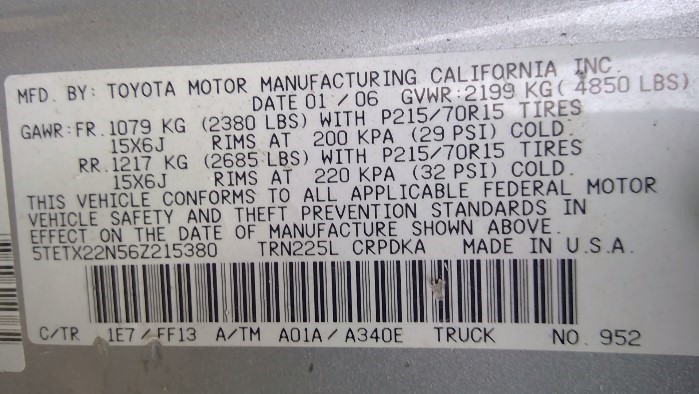 MFD. BY: TOYOTA MOTOR MANUFACTURING CALIFORNIA INC.
DATE 01 / 06 GVWR: 2199 KG( 4850 LBS)
GAWR: FR. 1079 KG (2380 LBS) WITH P215/70R15 TIRES
15X6J RIMS AT 200 KPA (29 PSI) COLD.
RR. 1217 KG (2685 LBS) WITH P215/70R15 TIRES
15X6J RIMS AT 220 KPA (32 PSI) COLD.
THIS VEHICLE CONFORMS TO ALL APPLICABLE FEDERAL MOTOR
VEHICLE SAFETY AND THEFT PREVENTION STANDARDS IN
EFFECT ON THE DATE OF MANUFACTURE SHOWN ABOVE.
5TETX22N56Z215380 TRN225L CRPDKA MADE IN U.S.A.
C/TR 1E7 / FF13 A/TM A01A / A340E TRUCK NO. 952